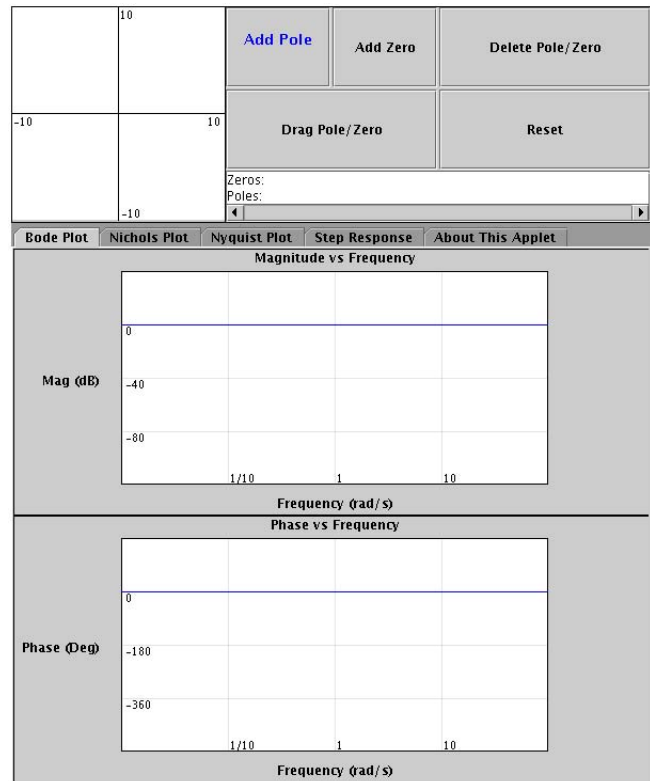 10
-10 10
-10
Add Pole Add Zero Delete Pole/Zero
Drag Pole/Zero Reset
Zeros:
Poles:
Bode Plot Nichols Plot Nyquist Plot Step Response About This Applet
Magnitude vs Frequency
Mag (dB)
0
-40
-80
1/10 1 10
Frequency (rad/s)
Phase vs Frequency
Phase (Deg)
0
-180
-360
1/10 1 10
Frequency (rad/s)